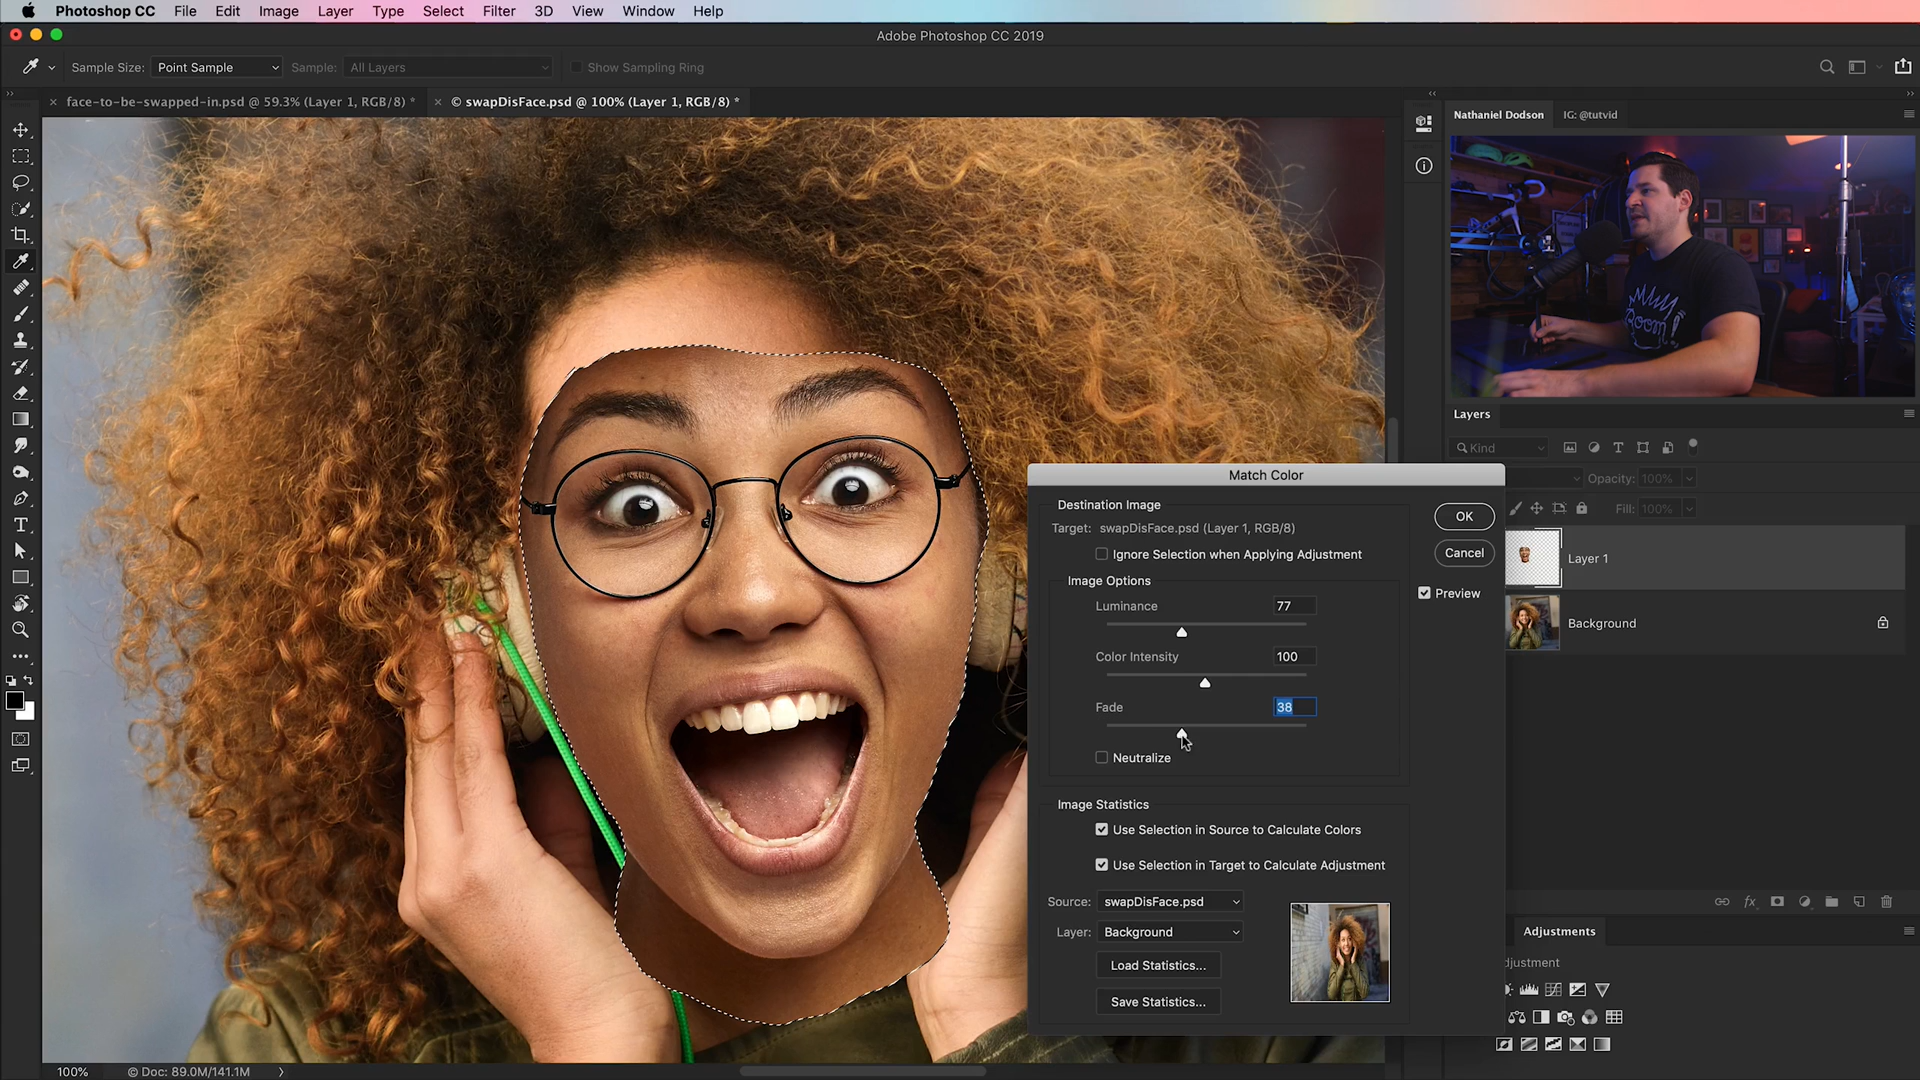 Photoshop CC File Edit Image Layer Type Select Filter 3D View Window Help
Adobe Photoshop CC 2019
Sample Size: Point Sample Sample: All Layers Show Sampling Ring
face-to-be-swapped-in.psd @ 59.3% (Layer 1, RGB/8) *
© swapDisFace.psd @ 100% (Layer 1, RGB/8) *
Nathaniel Dodson IG: @tutvid
Boom!
Layers
Kind
Opacity: 100%
Fill: 100%
Layer 1
Background
Adjustments
djustment
Match Color
Destination Image
Target: swapDisFace.psd (Layer 1, RGB/8)
Ignore Selection when Applying Adjustment
Image Options
Luminance 77
Color Intensity 100
Fade 38
Neutralize
OK
Cancel
Preview
Image Statistics
Use Selection in Source to Calculate Colors
Use Selection in Target to Calculate Adjustment
Source: swapDisFace.psd
Layer: Background
Load Statistics...
Save Statistics...
100% © Doc: 89.0M/141.1M